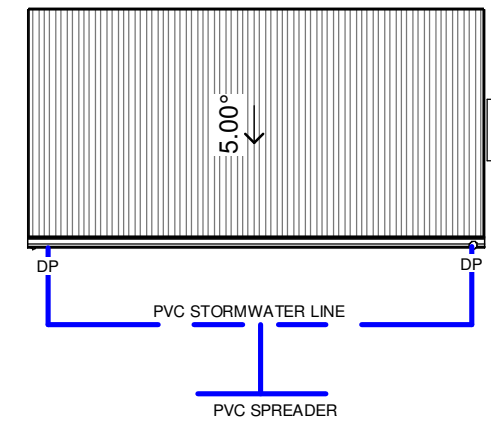 5.00°
DP
DP
PVC STORMWATER LINE
PVC SPREADER